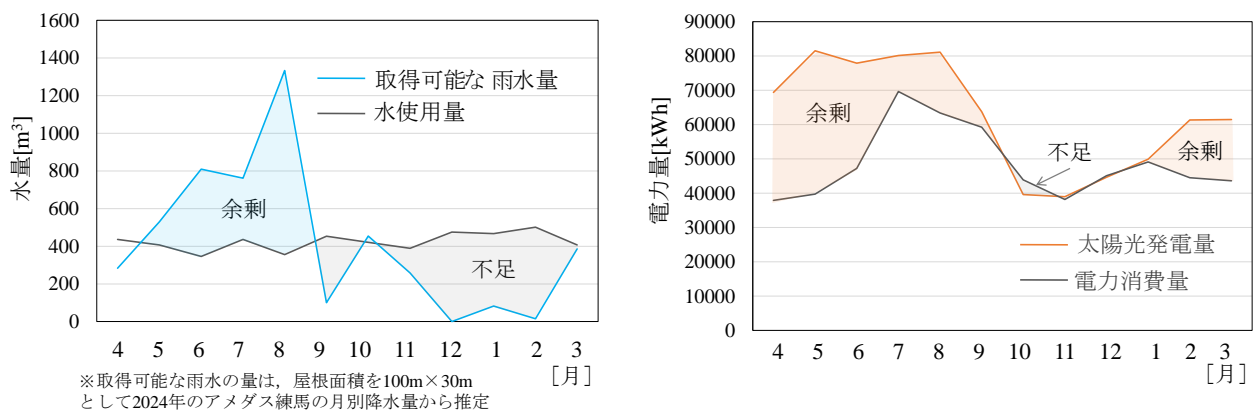 1600
1400
1200
1000
800
600
400
200
0
水量[m³]
取得可能な 雨水量
水使用量
余剰
不足
4 5 6 7 8 9 10 11 12 1 2 3
[月]
※取得可能な雨水の量は，屋根面積を100m×30m
として2024年のアメダス練馬の月別降水量から推定
90000
80000
70000
60000
50000
40000
30000
20000
10000
0
電力量[kWh]
余剰
不足
余剰
太陽光発電量
電力消費量
4 5 6 7 8 9 10 11 12 1 2 3
[月]